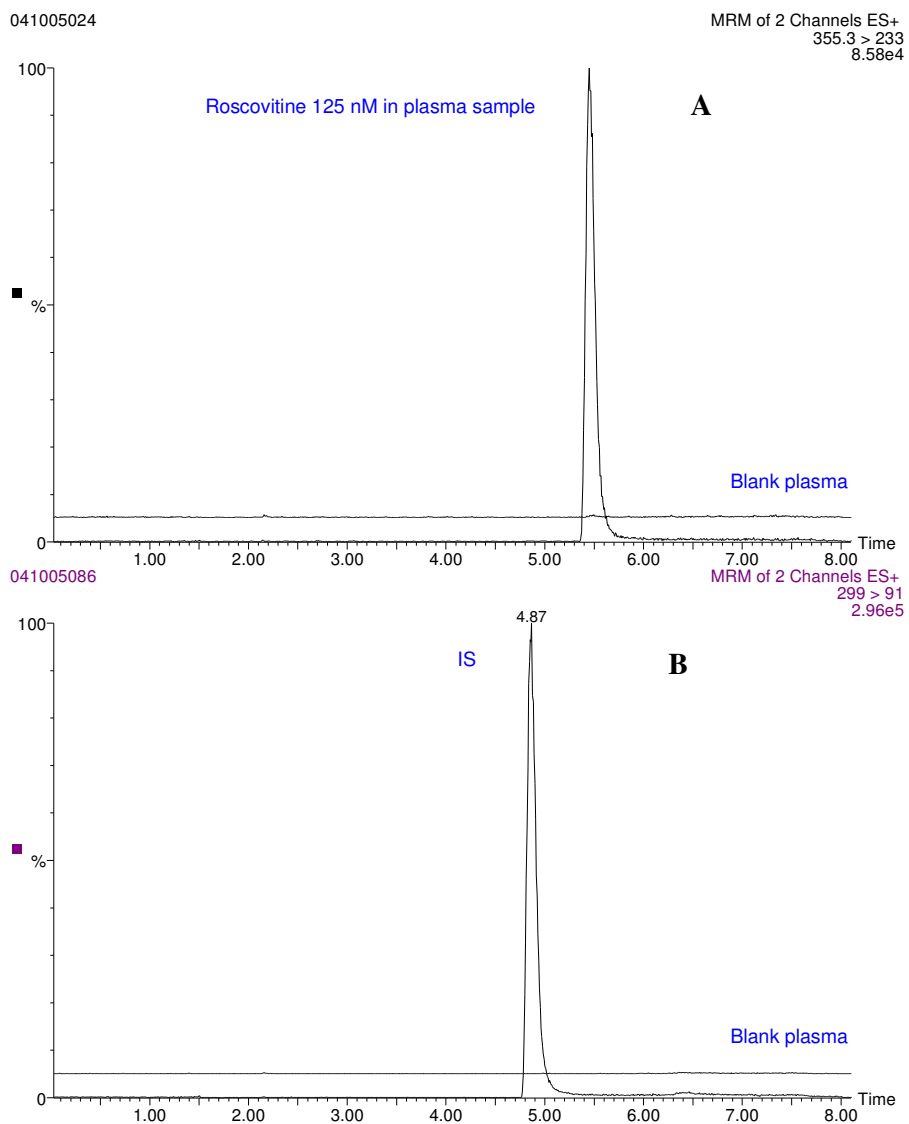 041005024
MRM of 2 Channels ES+
355.3 > 233
8.58e4
100
Roscovitine 125 nM in plasma sample
A
%
Blank plasma
0
Time
1.00 2.00 3.00 4.00 5.00 6.00 7.00 8.00
041005086
MRM of 2 Channels ES+
299 > 91
2.96e5
100
4.87
IS
B
%
Blank plasma
0
Time
1.00 2.00 3.00 4.00 5.00 6.00 7.00 8.00